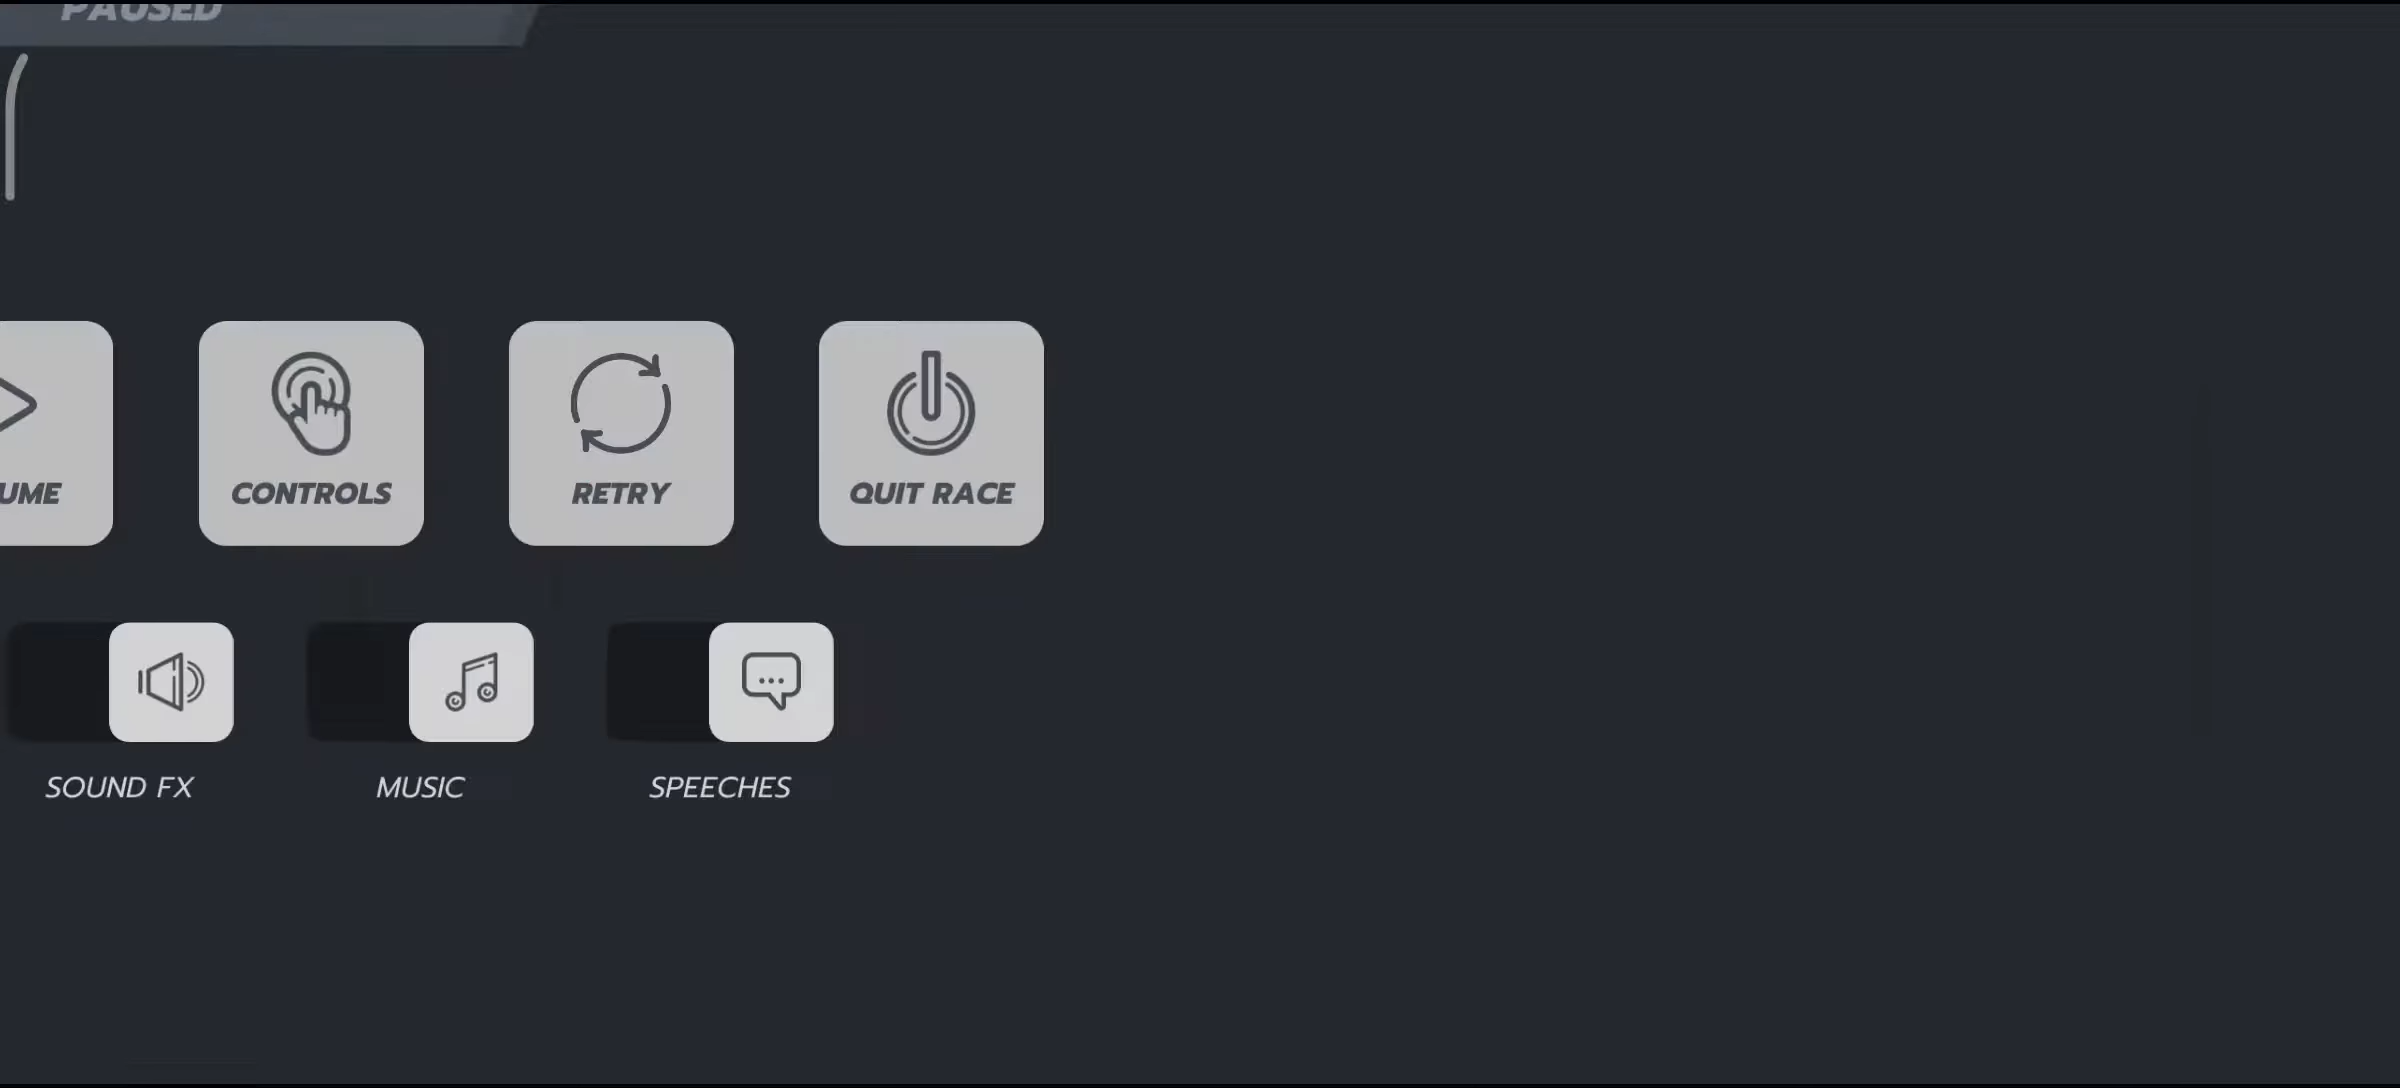 PAUSED
UME
CONTROLS
RETRY
QUIT RACE
SOUND FX
MUSIC
SPEECHES